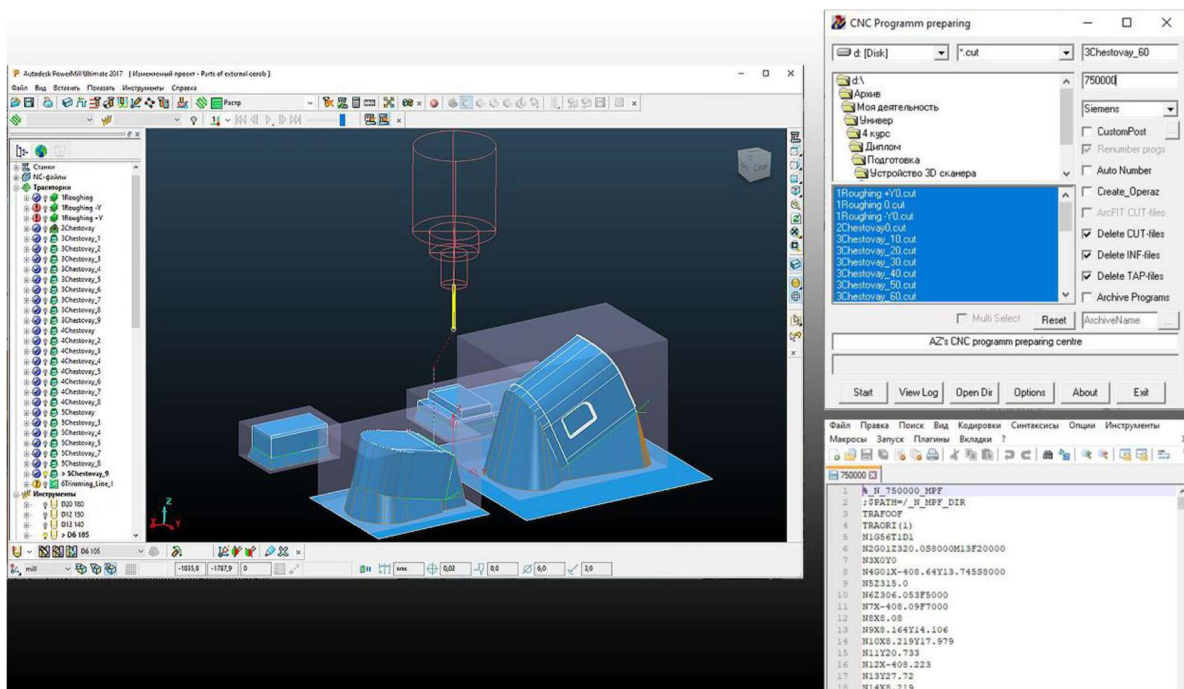 Autodesk PowerMill Ultimate 2017 [ Изменяемый проект - Parts of external-corob ]
Файл Вид Вставить Показать Инструменты Справка
Растр
Станки
NC-файлы
Траектории
1Roughing
1Roughing -Y
1Roughing +Y
2Chestovay
3Chestovay_1
3Chestovay_2
3Chestovay_3
3Chestovay_4
3Chestovay_5
3Chestovay_6
3Chestovay_7
3Chestovay_8
3Chestovay_9
4Chestovay
4Chestovay_2
4Chestovay_3
4Chestovay_4
4Chestovay_5
4Chestovay_6
4Chestovay_7
4Chestovay_8
5Chestovay
5Chestovay_3
5Chestovay_4
5Chestovay_5
5Chestovay_7
5Chestovay_8
> 5Chestovay_9
6Trimming_Line_I
Инструменты
D20 160
D12 150
D12 140
> D6 105
Z
X
Y
D6 105
mill
-1035,8
-1787,9
0
мм
0,02
0,0
6,0
3,0
CNC Programm preparing
d: [Disk]
*.cut
3Chestovay_60
d:\
Архив
Моя деятельность
Универ
4 курс
Диплом
Подготовка
Устройство 3D сканера
750000
Siemens
CustomPost
Renumber progs
Auto Number
Create_Operaz
ArcFIT CUT-files
Delete CUT-files
Delete INF-files
Delete TAP-files
Archive Programs
1Roughing +Y0.cut
1Roughing 0.cut
1Roughing -Y0.cut
2Chestovay0.cut
3Chestovay_10.cut
3Chestovay_20.cut
3Chestovay_30.cut
3Chestovay_40.cut
3Chestovay_50.cut
3Chestovay_60.cut
Multi Select
Reset
ArchiveName
AZ's CNC programm preparing centre
Start View Log Open Dir Options About Exit
Файл Правка Поиск Вид Кодировки Синтаксисы Опции Инструменты
Макросы Запуск Плагины Вкладки ?
750000
1 %_N_750000_MPF
2 ;$PATH=/_N_MPF_DIR
3 TRAFOOF
4 TRAORI(1)
5 N1G56T1D1
6 N2G01Z320.0S8000M13F20000
7 N3X0Y0
8 N4G01X-408.64Y13.745S8000
9 N5Z315.0
10 N6Z306.053F5000
11 N7X-408.09F7000
12 N8X8.08
13 N9X8.164Y14.106
14 N10X8.219Y17.979
15 N11Y20.733
16 N12X-408.223
17 N13Y27.72
18 N14X8.219